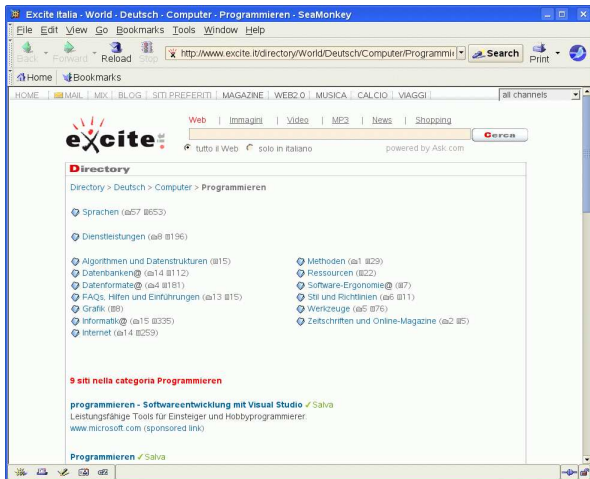 Excite Italia - World - Deutsch - Computer - Programmieren - SeaMonkey
File Edit View Go Bookmarks Tools Window Help
Back Forward Reload Stop http://www.excite.it/directory/World/Deutsch/Computer/Programmie Search Print
Home Bookmarks
HOME MAIL MIX BLOG SITI PREFERITI MAGAZINE WEB2.0 MUSICA CALCIO VIAGGI all channels
Web | Immagini | Video | MP3 | News | Shopping
excite
Cerca
tutto il Web solo in italiano powered by Ask.com
Directory
Directory > Deutsch > Computer > Programmieren
Sprachen (57 653)
Dienstleistungen (8 196)
Algorithmen und Datenstrukturen (15)
Datenbanken@ (14 112)
Datenformate@ (4 181)
FAQs, Hilfen und Einführungen (13 15)
Grafik (8)
Informatik@ (15 335)
Internet (14 259)
Methoden (1 29)
Ressourcen (22)
Software-Ergonomie@ (7)
Stil und Richtlinien (6 11)
Werkzeuge (5 76)
Zeitschriften und Online-Magazine (2 5)
9 siti nella categoria Programmieren
programmieren - Softwareentwicklung mit Visual Studio Salva
Leistungsfähige Tools für Einsteiger und Hobbyprogrammierer.
www.microsoft.com (sponsored link)
Programmieren Salva